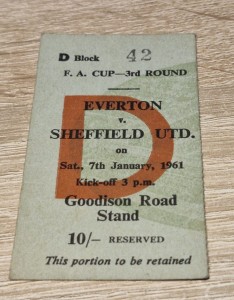 D Block 42
F. A. CUP—3rd ROUND
EVERTON
v.
SHEFFIELD UTD.
on
Sat., 7th January, 1961
Kick-off 3 p.m.
Goodison Road
Stand
10/- RESERVED
This portion to be retained
D